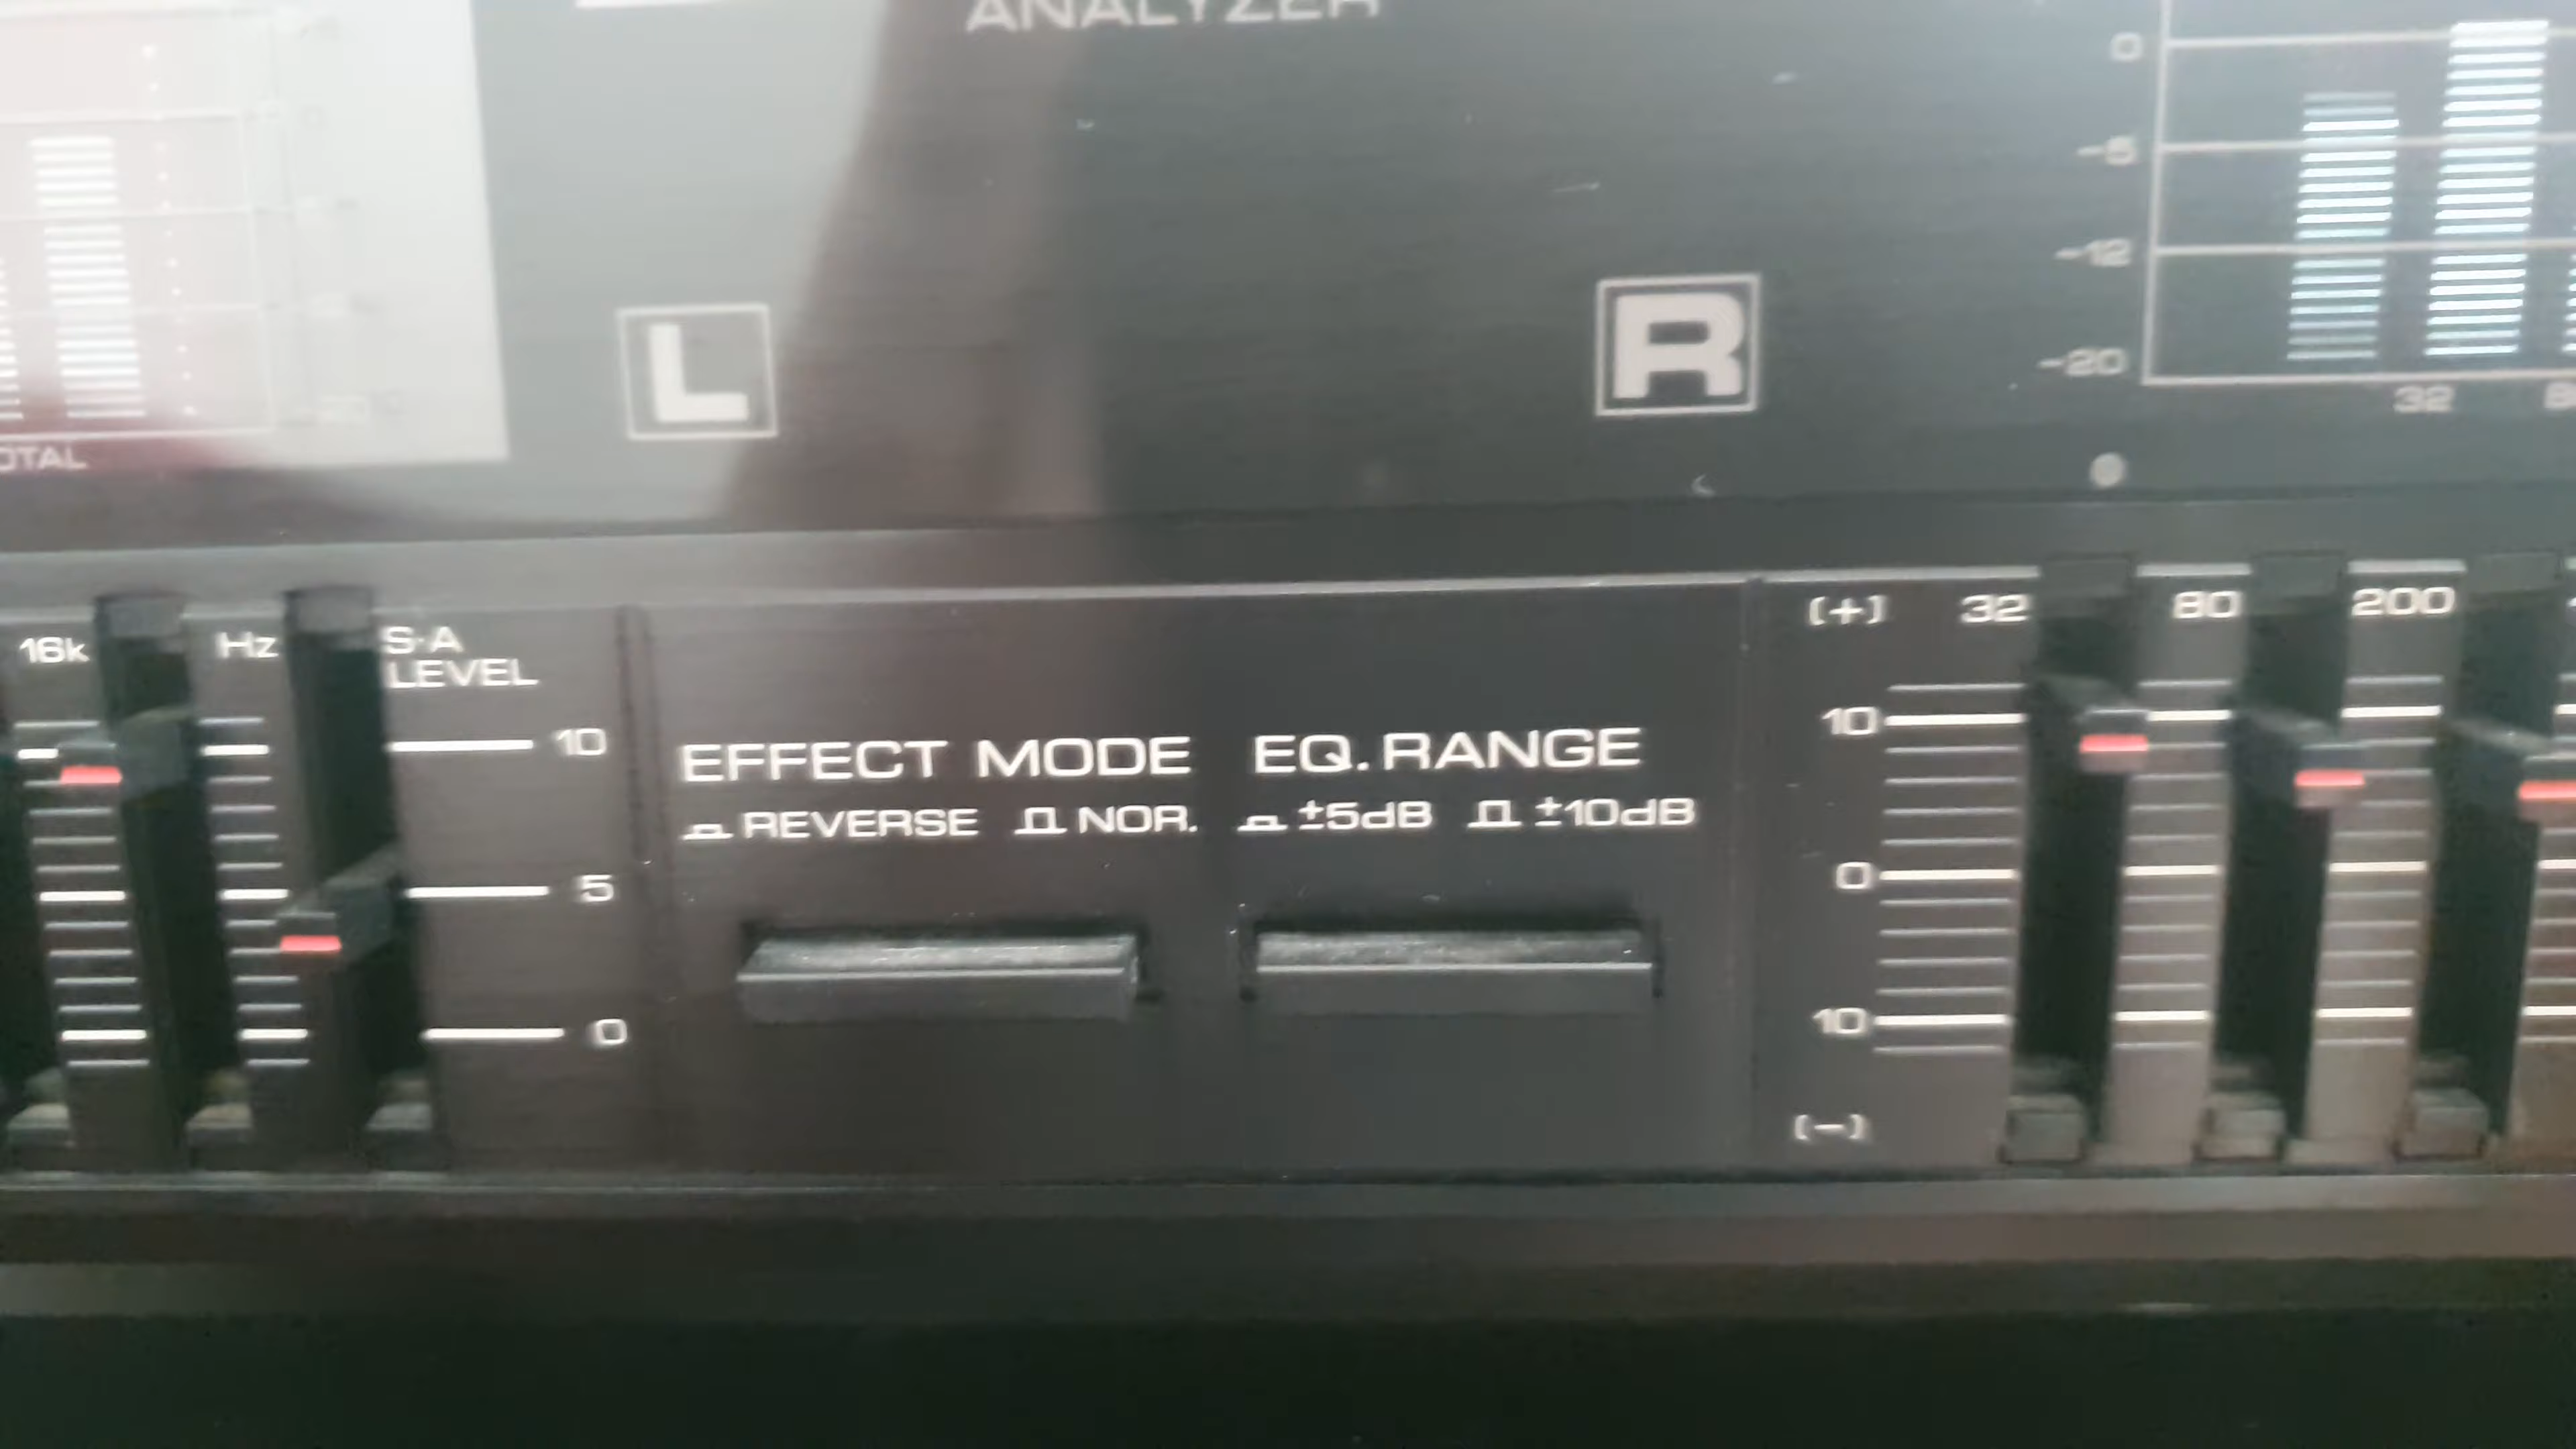 ANALYZER
0
-5
-12
-20
32
L
R
OTAL
16k Hz S·A LEVEL
10
5
0
EFFECT MODE EQ. RANGE
REVERSE NOR. ±5dB ±10dB
(+) 32 80 200
10
0
10
(-)